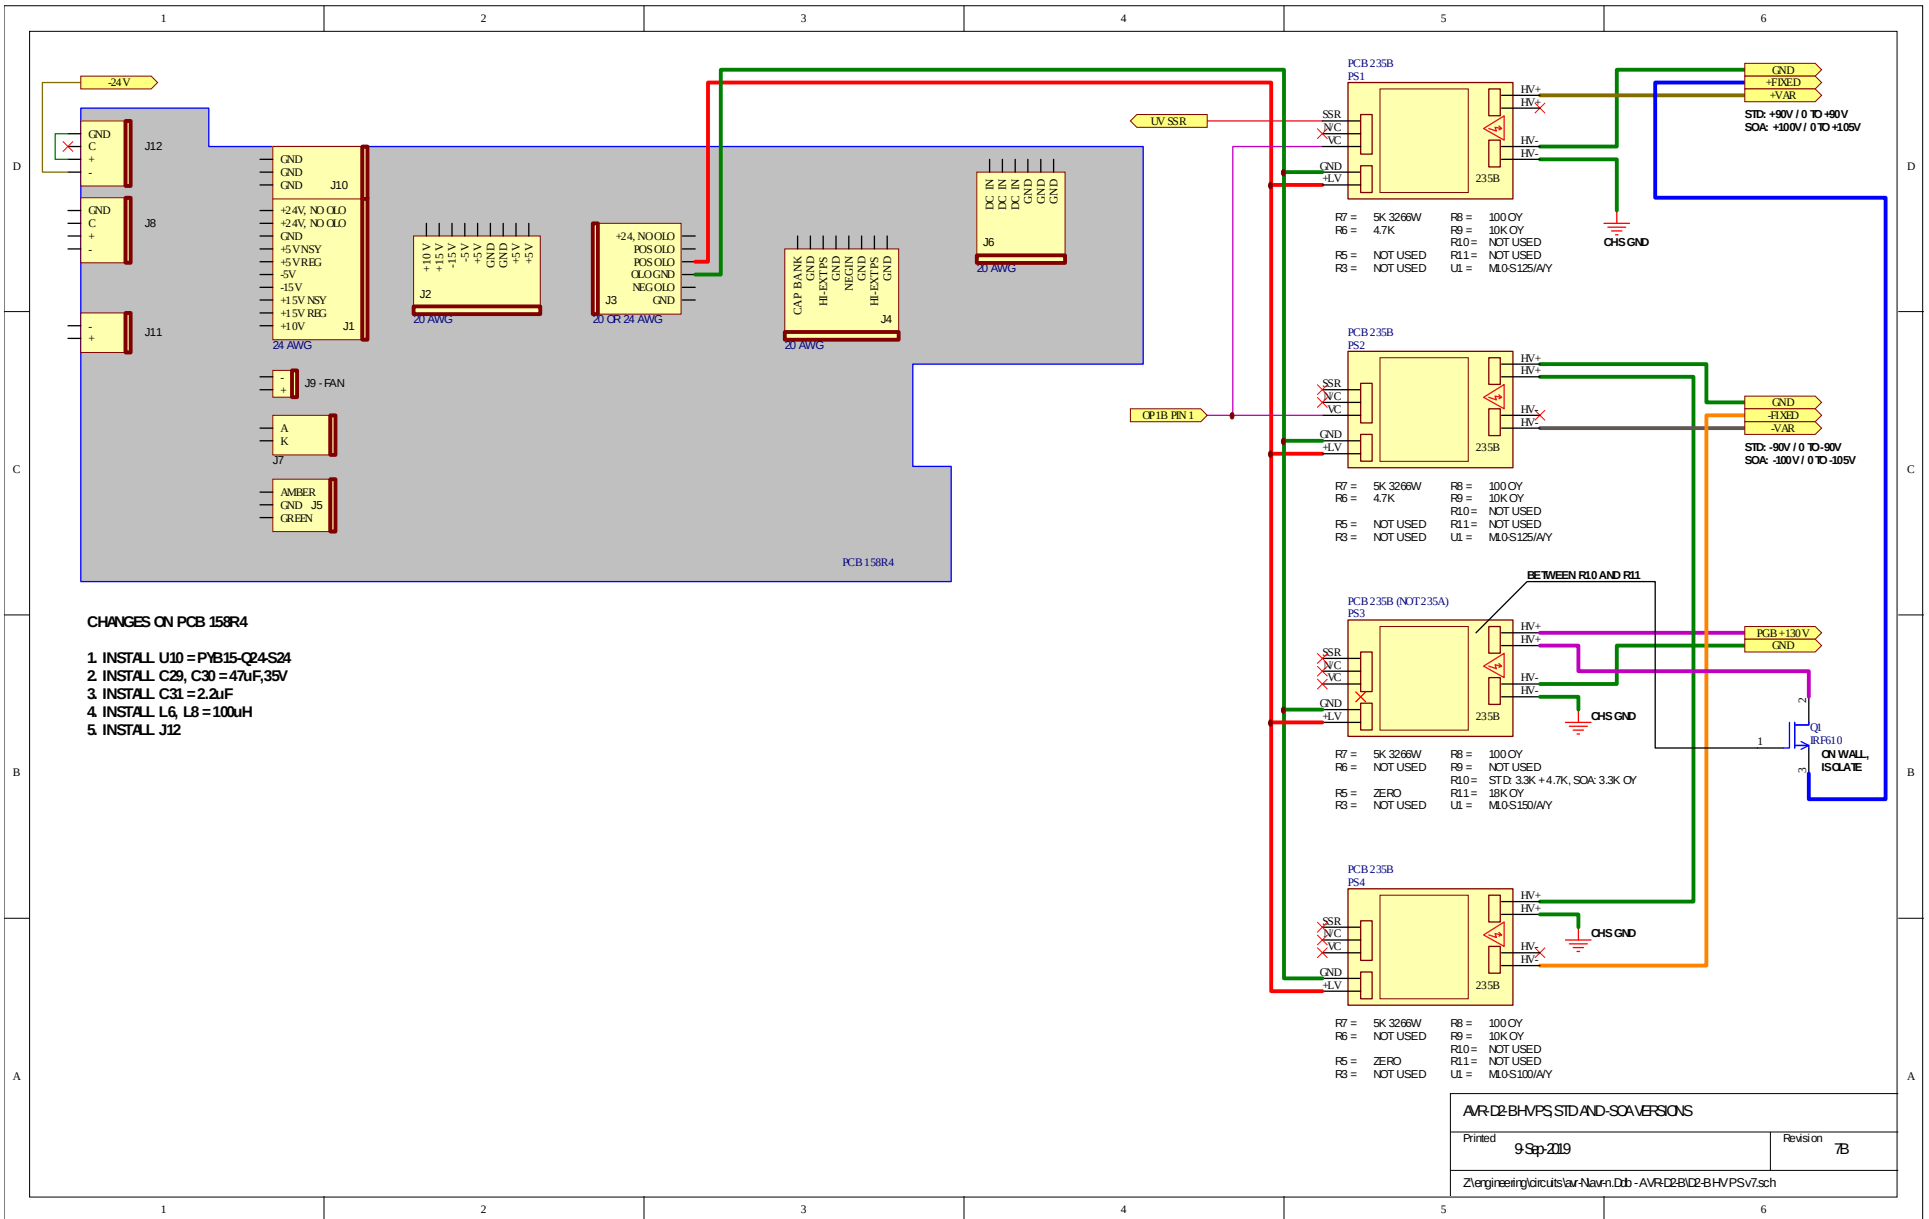 1 2 3 4 5 6
D
C
B
A
-24V
GND
C
+
-
J12
GND
C
+
-
J8
-
+
J11
GND
GND
GND
J10
+24V, NO OLO
+24V, NO OLO
GND
+5V NSY
+5V REG
-5V
-15V
+15V NSY
+15V REG
+10V
J1
24 AWG
-
+
J9 - FAN
A
K
J7
AMBER
GND
GREEN
J5
+10V
+15V
-15V
-5V
+5V
GND
GND
+5V
+5V
J2
20 AWG
+24, NO OLO
POS OLO
POS OLO
OLO GND
NEG OLO
GND
J3
20 OR 24 AWG
CAP BANK
GND
HI-EXT PS
GND
NEG IN
GND
HI-EXT PS
GND
J4
20 AWG
DC IN
DC IN
DC IN
GND
GND
GND
J6
20 AWG
PCB 158R4
CHANGES ON PCB 158R4
1. INSTALL U10 = PYB15-Q24-S24
2. INSTALL C29, C30 = 47uF,35V
3. INSTALL C31 = 2.2uF
4. INSTALL L6, L8 = 100uH
5. INSTALL J12
UV SSR
OP1B PIN 1
PCB 235B
PS1
SSR
N/C
VC
GND
+LV
HV+
HV+
HV-
HV-
235B
R7 = 5K 3266W R8 = 100 OY
R6 = 4.7K R9 = 10K OY
R10 = NOT USED
R5 = NOT USED R11 = NOT USED
R3 = NOT USED U1 = M10-S125/A/Y
CHS GND
GND
+FIXED
+VAR
STD: +90V / 0 TO +90V
SOA: +100V / 0 TO +105V
PCB 235B
PS2
SSR
N/C
VC
GND
+LV
HV+
HV+
HV-
HV-
235B
R7 = 5K 3266W R8 = 100 OY
R6 = 4.7K R9 = 10K OY
R10 = NOT USED
R5 = NOT USED R11 = NOT USED
R3 = NOT USED U1 = M10-S125/A/Y
GND
-FIXED
-VAR
STD: -90V / 0 TO -90V
SOA: -100V / 0 TO -105V
BETWEEN R10 AND R11
PCB 235B (NOT 235A)
PS3
SSR
N/C
VC
GND
+LV
HV+
HV+
HV-
HV-
235B
R7 = 5K 3266W R8 = 100 OY
R6 = NOT USED R9 = NOT USED
R10 = STD: 3.3K + 4.7K, SOA: 3.3K OY
R5 = ZERO R11 = 18K OY
R3 = NOT USED U1 = M10-S150/A/Y
CHS GND
PGB +130V
GND
2
1
3
Q1
IRF610
ON WALL,
ISOLATE
PCB 235B
PS4
SSR
N/C
VC
GND
+LV
HV+
HV+
HV-
HV-
235B
CHS GND
R7 = 5K 3266W R8 = 100 OY
R6 = NOT USED R9 = 10K OY
R10 = NOT USED
R5 = ZERO R11 = NOT USED
R3 = NOT USED U1 = M10-S100/A/Y
D
C
B
A
AVR-D2-B HV PS, STD AND -SOA VERSIONS
Printed 9-Sep-2019 Revision 7B
Z:\engineering\circuits\avr-Navr-n.Ddb - AVR-D2-B\D2-B HV PS v7.sch
1 2 3 4 5 6